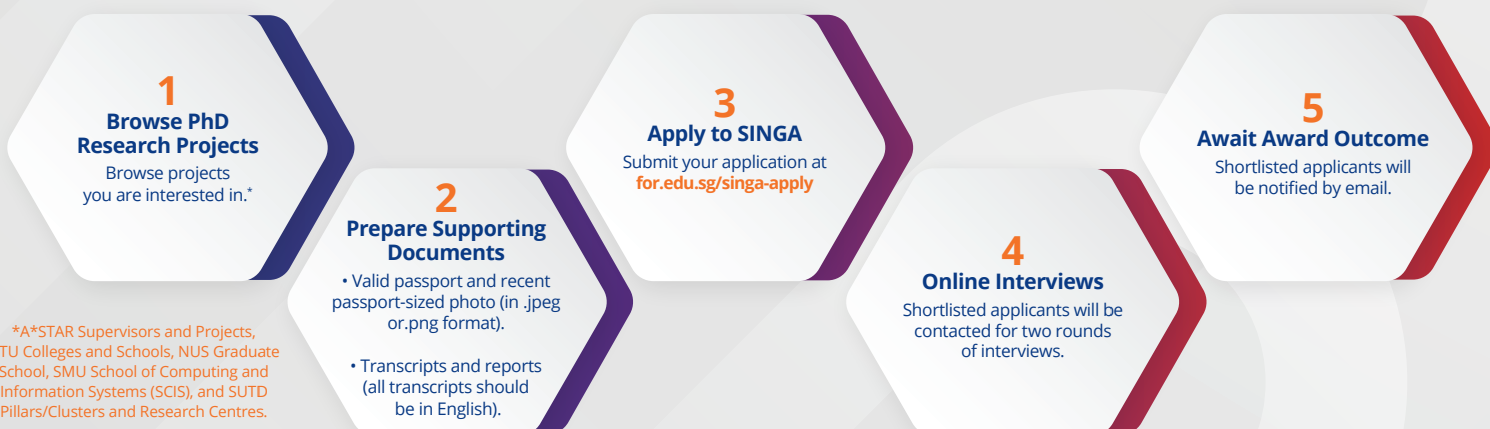 1
Browse PhD
Research Projects
Browse projects
you are interested in.*
2
Prepare Supporting
Documents
• Valid passport and recent
passport-sized photo (in .jpeg
or.png format).
• Transcripts and reports
(all transcripts should
be in English).
3
Apply to SINGA
Submit your application at
for.edu.sg/singa-apply
4
Online Interviews
Shortlisted applicants will be
contacted for two rounds
of interviews.
5
Await Award Outcome
Shortlisted applicants will
be notified by email.
*A*STAR Supervisors and Projects,
TU Colleges and Schools, NUS Graduate
School, SMU School of Computing and
Information Systems (SCIS), and SUTD
Pillars/Clusters and Research Centres.